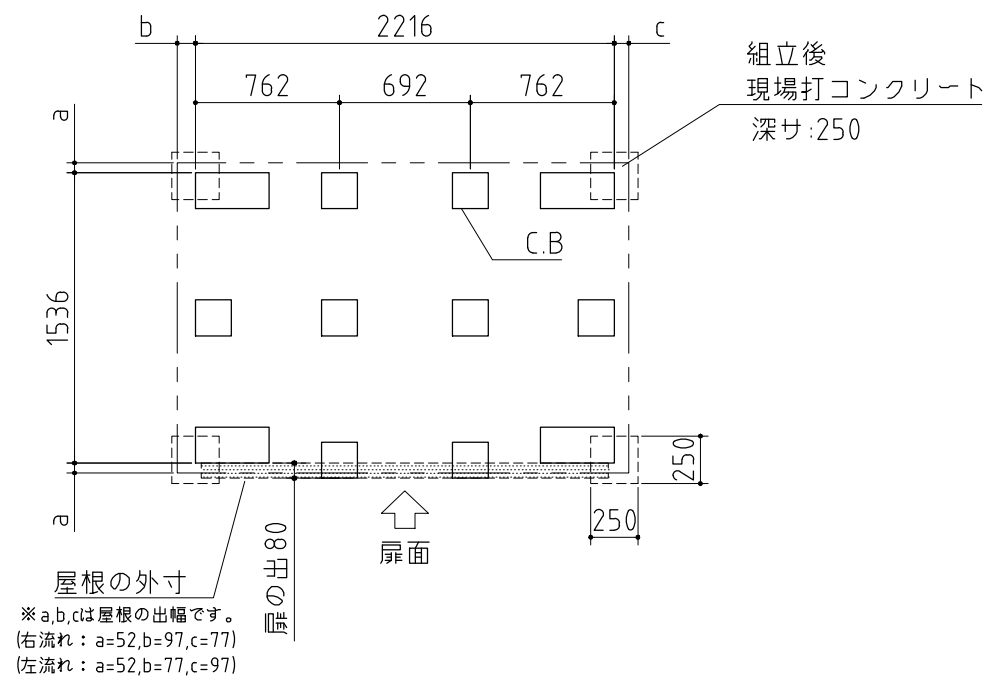 b
2216
c
762
692
762
組立後
現場打コンクリート
深サ:250
a
C.B
1536
250
a
250
扉の出80
扉面
屋根の外寸
※a,b,cは屋根の出幅です。
(右流れ：a=52,b=97,c=77)
(左流れ：a=52,b=77,c=97)